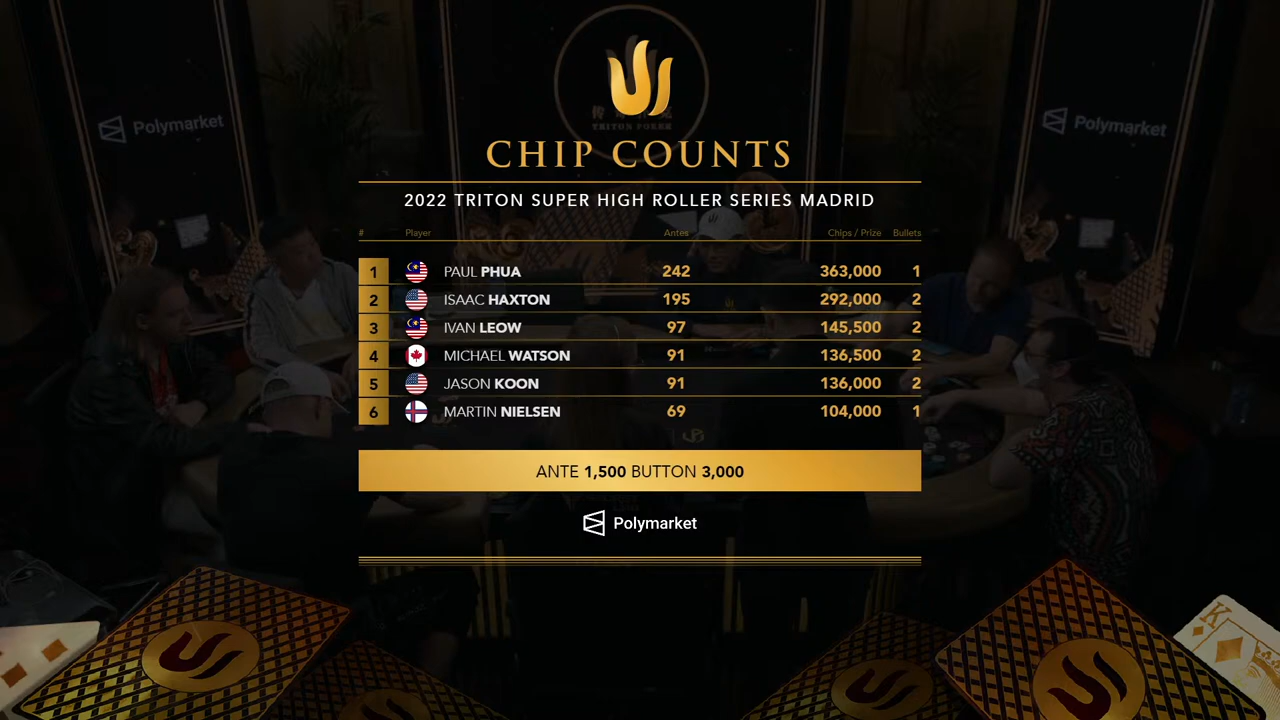 Polymarket
Polymarket
TRITON POKER
CHIP COUNTS
2022 TRITON SUPER HIGH ROLLER SERIES MADRID
# Player Antes Chips / Prize Bullets
1 PAUL PHUA 242 363,000 1
2 ISAAC HAXTON 195 292,000 2
3 IVAN LEOW 97 145,500 2
4 MICHAEL WATSON 91 136,500 2
5 JASON KOON 91 136,000 2
6 MARTIN NIELSEN 69 104,000 1
ANTE 1,500 BUTTON 3,000
Polymarket
K